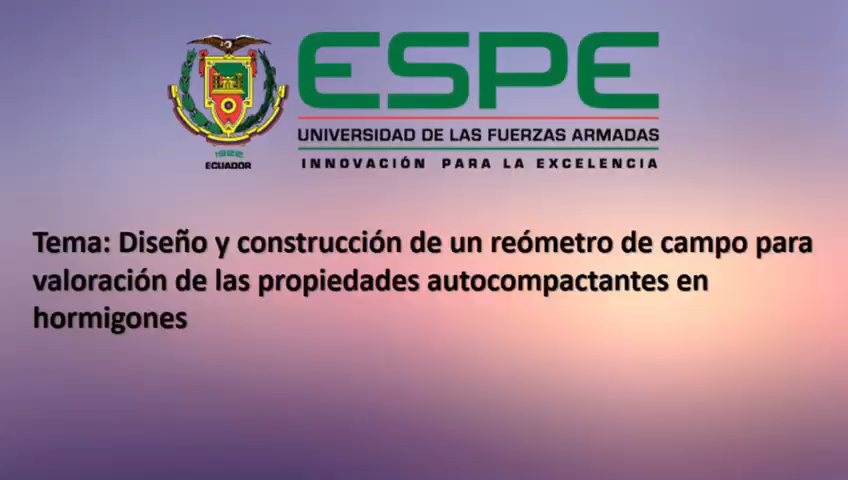 ESPE
UNIVERSIDAD DE LAS FUERZAS ARMADAS
INNOVACIÓN PARA LA EXCELENCIA
1922
ECUADOR
Tema: Diseño y construcción de un reómetro de campo para
valoración de las propiedades autocompactantes en
hormigones